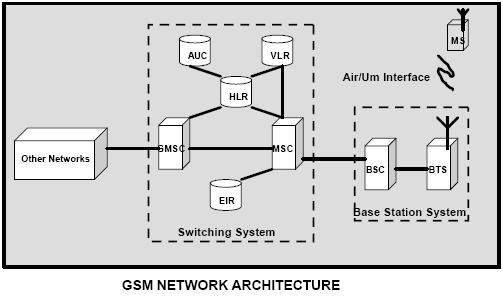 MS
AUC
VLR
Air/Um Interface
HLR
Other Networks
GMSC
MSC
BSC
BTS
EIR
Base Station System
Switching System
GSM NETWORK ARCHITECTURE